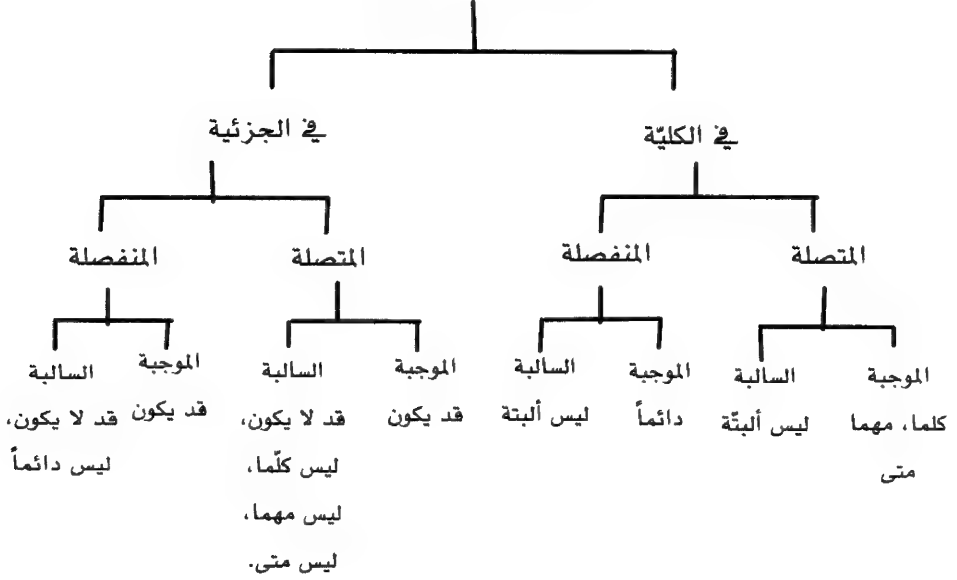 في الكليّة
في الجزئية
المتصلة
المنفصلة
المتصلة
المنفصلة
الموجبة
كلما، مهما
متى
السالبة
ليس ألبتّة
الموجبة
دائماً
السالبة
ليس ألبتة
الموجبة
قد يكون
السالبة
قد لا يكون،
ليس كلّما،
ليس مهما،
ليس متى.
الموجبة
قد يكون
السالبة
قد لا يكون،
ليس دائماً